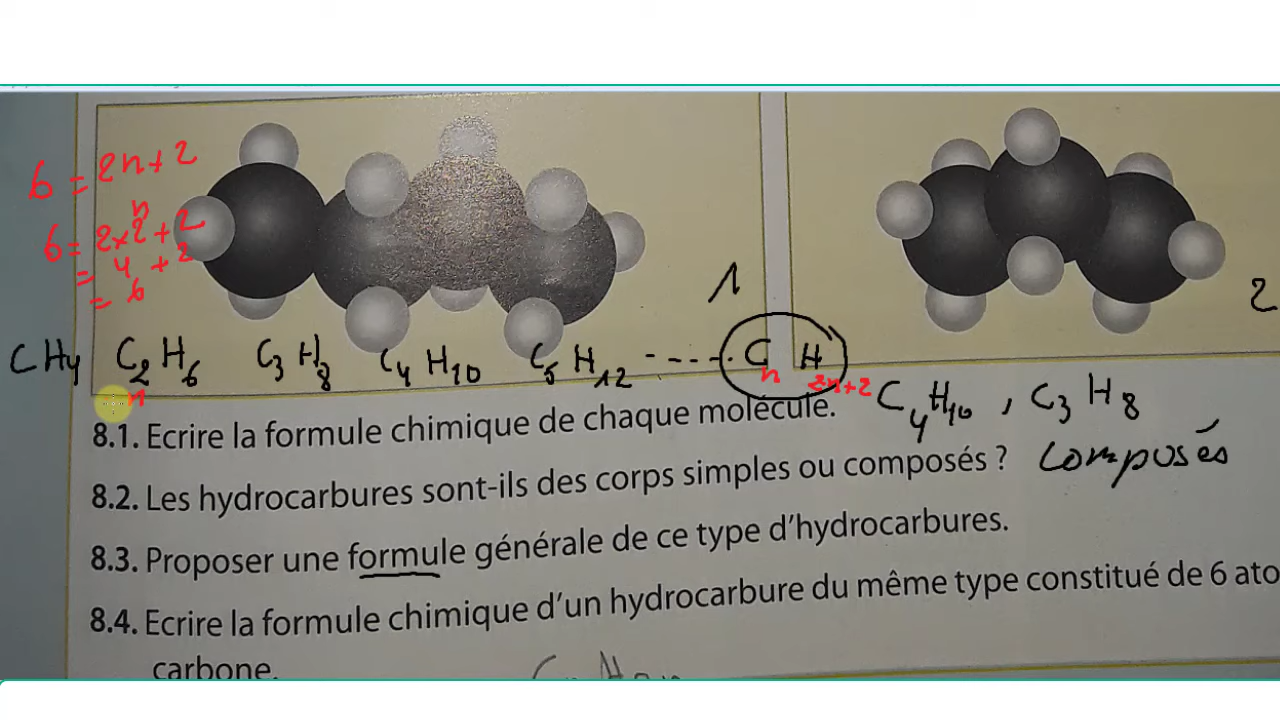 6 = 2n+2
6 = 2×2+2
n
= 4 + 2
= 6
1
2
CH4 C2H6 C3H8 C4H10 C5H12 ----- CnH2n+2
n
8.1. Ecrire la formule chimique de chaque molécule. C4H10, C3H8
8.2. Les hydrocarbures sont-ils des corps simples ou composés ? Composés
8.3. Proposer une formule générale de ce type d'hydrocarbures.
8.4. Ecrire la formule chimique d'un hydrocarbure du même type constitué de 6 ato
carbone.